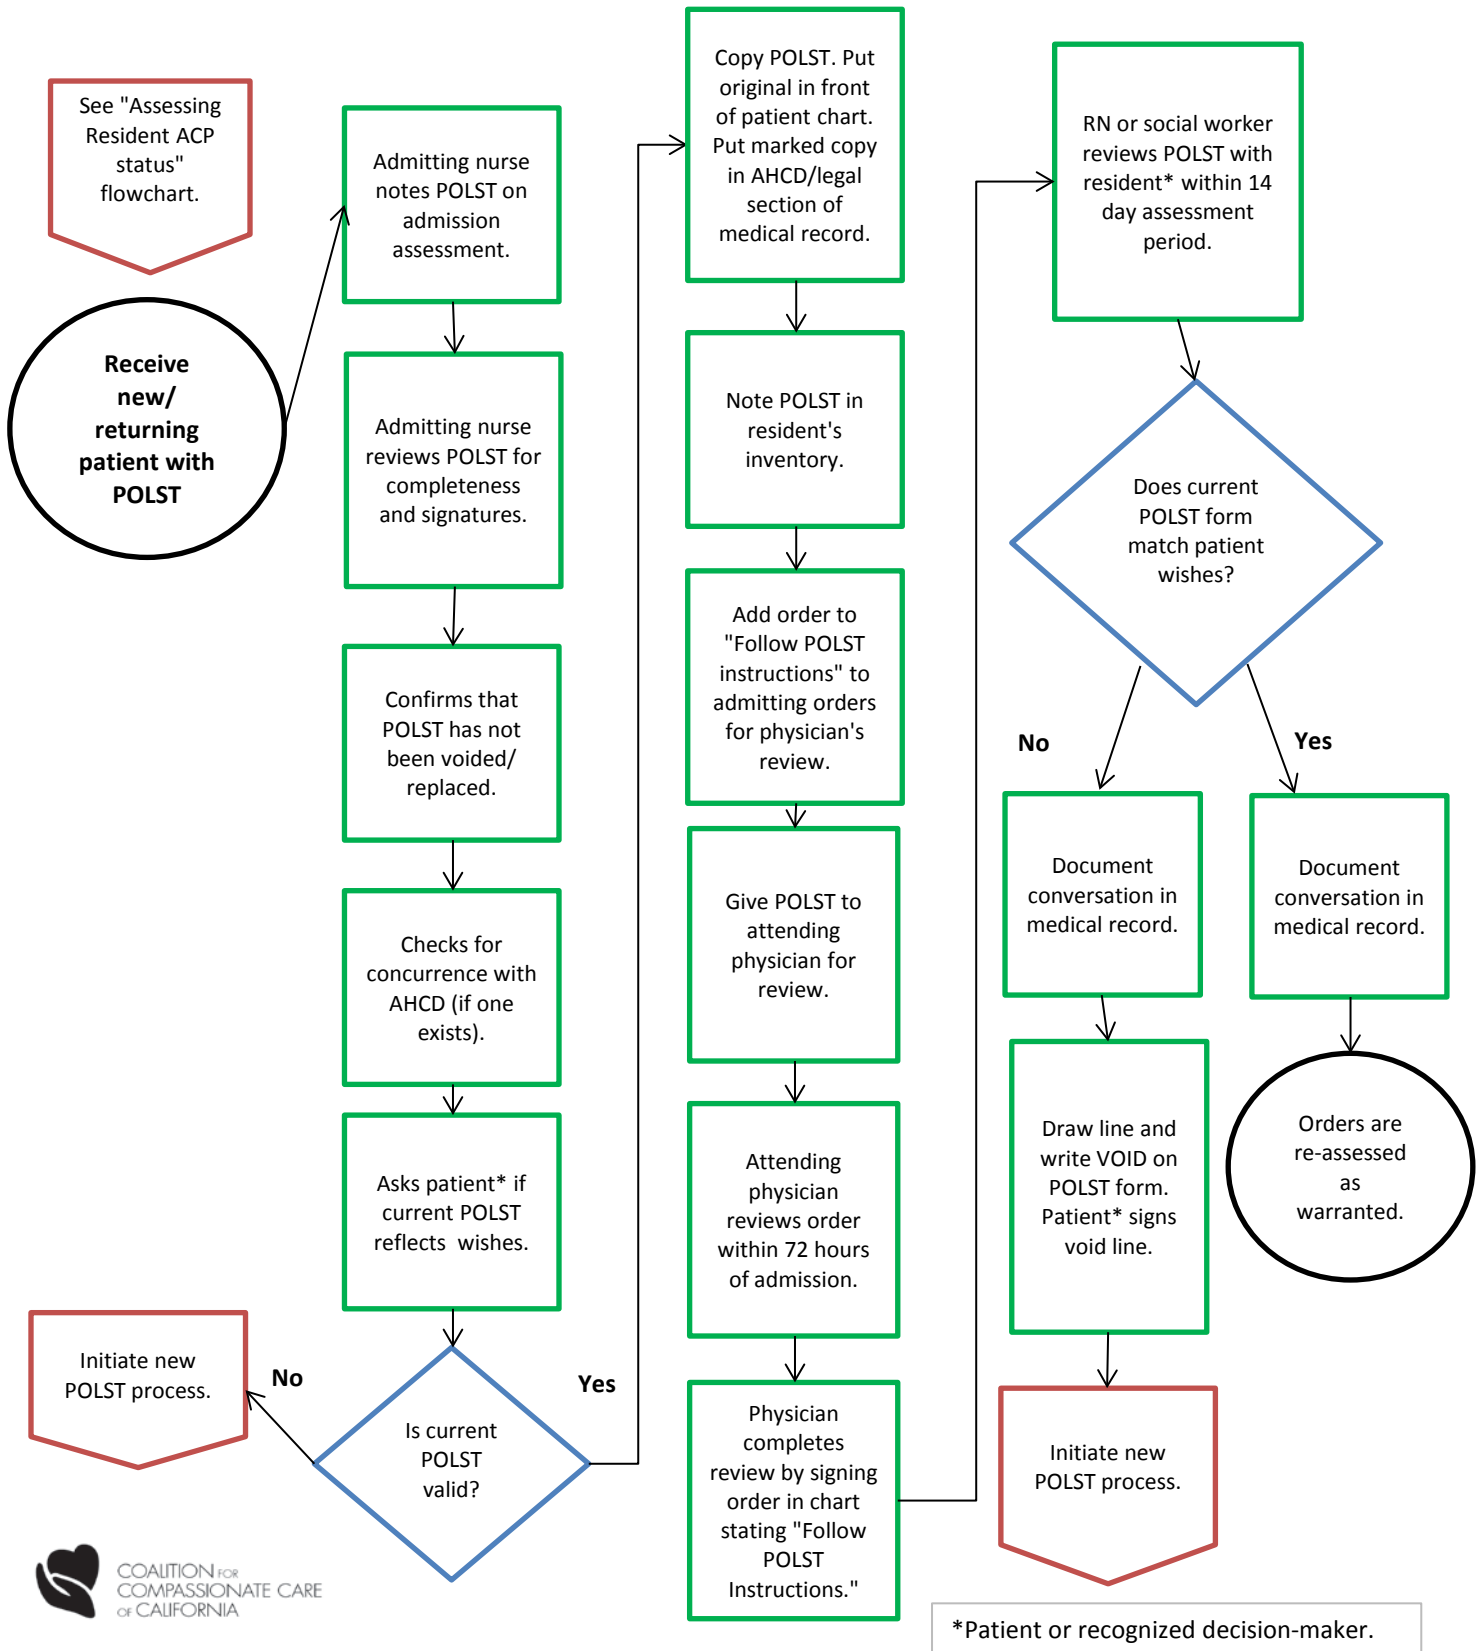 See "Assessing
Resident ACP
status"
flowchart.
Receive
new/
returning
patient with
POLST
Admitting nurse
notes POLST on
admission
assessment.
Admitting nurse
reviews POLST for
completeness
and signatures.
Confirms that
POLST has not
been voided/
replaced.
Checks for
concurrence with
AHCD (if one
exists).
Asks patient* if
current POLST
reflects wishes.
Is current
POLST
valid?
No
Yes
Initiate new
POLST process.
Copy POLST. Put
original in front
of patient chart.
Put marked copy
in AHCD/legal
section of
medical record.
Note POLST in
resident's
inventory.
Add order to
"Follow POLST
instructions" to
admitting orders
for physician's
review.
Give POLST to
attending
physician for
review.
Attending
physician
reviews order
within 72 hours
of admission.
Physician
completes
review by signing
order in chart
stating "Follow
POLST
Instructions."
RN or social worker
reviews POLST with
resident* within 14
day assessment
period.
Does current
POLST form
match patient
wishes?
No
Yes
Document
conversation in
medical record.
Draw line and
write VOID on
POLST form.
Patient* signs
void line.
Initiate new
POLST process.
Document
conversation in
medical record.
Orders are
re-assessed
as
warranted.
COALITION FOR
COMPASSIONATE CARE
OF CALIFORNIA
*Patient or recognized decision-maker.